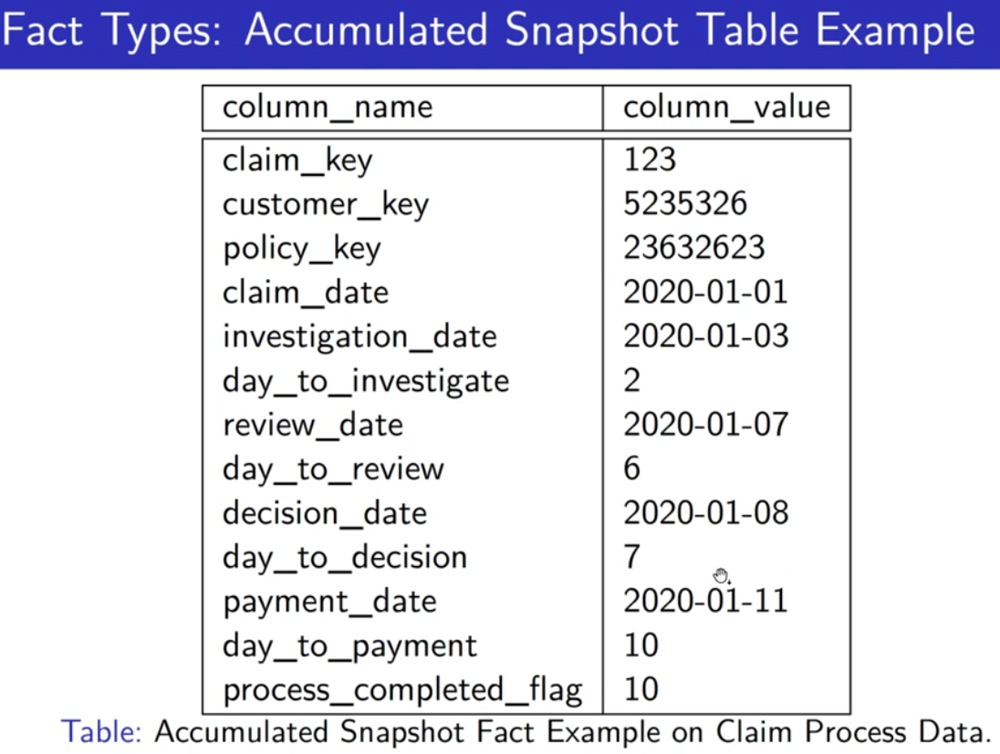 Fact Types: Accumulated Snapshot Table Example
column_name column_value
claim_key 123
customer_key 5235326
policy_key 23632623
claim_date 2020-01-01
investigation_date 2020-01-03
day_to_investigate 2
review_date 2020-01-07
day_to_review 6
decision_date 2020-01-08
day_to_decision 7
payment_date 2020-01-11
day_to_payment 10
process_completed_flag 10
Table: Accumulated Snapshot Fact Example on Claim Process Data.